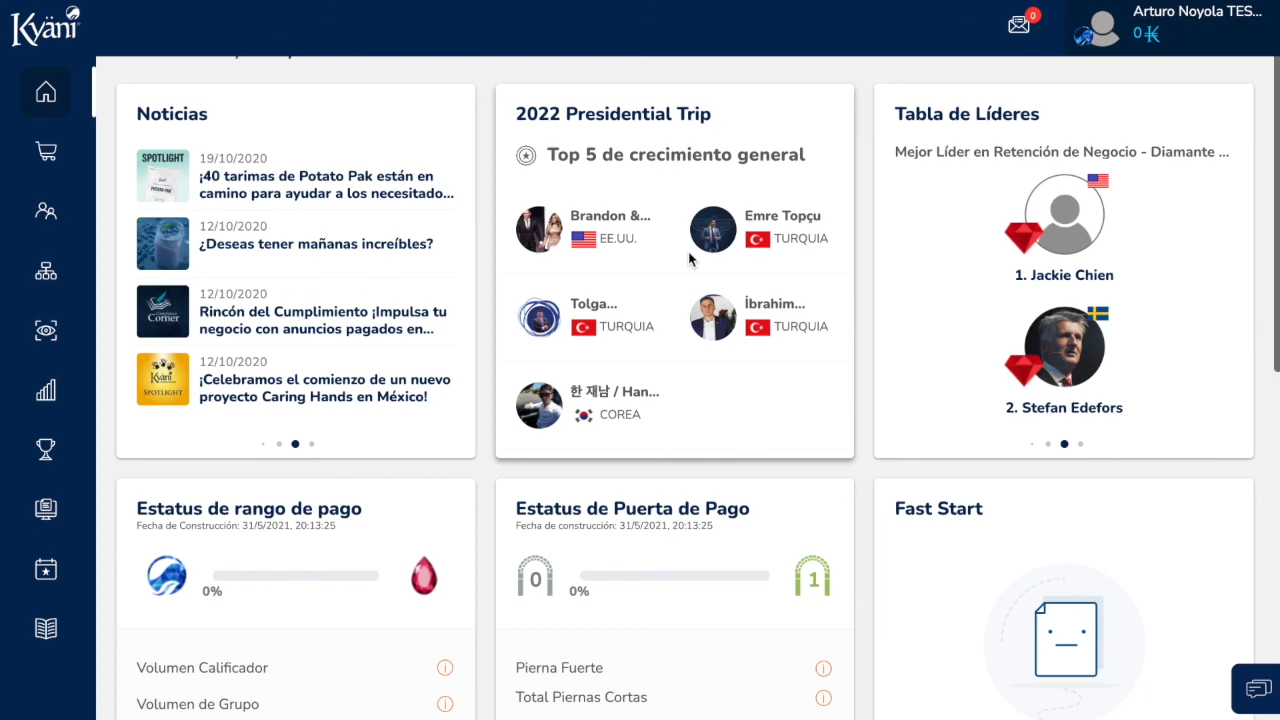 Kyäni
0
Arturo Noyola TES...
0
Noticias
SPOTLIGHT
19/10/2020
¡40 tarimas de Potato Pak están en
camino para ayudar a los necesitado...
12/10/2020
¿Deseas tener mañanas increíbles?
Compliance
Corner
12/10/2020
Rincón del Cumplimiento ¡Impulsa tu
negocio con anuncios pagados en...
Kyäni
SPOTLIGHT
12/10/2020
¡Celebramos el comienzo de un nuevo
proyecto Caring Hands en México!
2022 Presidential Trip
Top 5 de crecimiento general
Brandon &...
EE.UU.
Emre Topçu
TURQUIA
Tolga...
TURQUIA
İbrahim...
TURQUIA
한 재남 / Han...
COREA
Tabla de Líderes
Mejor Líder en Retención de Negocio - Diamante ...
1. Jackie Chien
2. Stefan Edefors
Estatus de rango de pago
Fecha de Construcción: 31/5/2021, 20:13:25
0%
Volumen Calificador
Volumen de Grupo
Estatus de Puerta de Pago
Fecha de construcción: 31/5/2021, 20:13:25
0
0%
1
Pierna Fuerte
Total Piernas Cortas
Fast Start